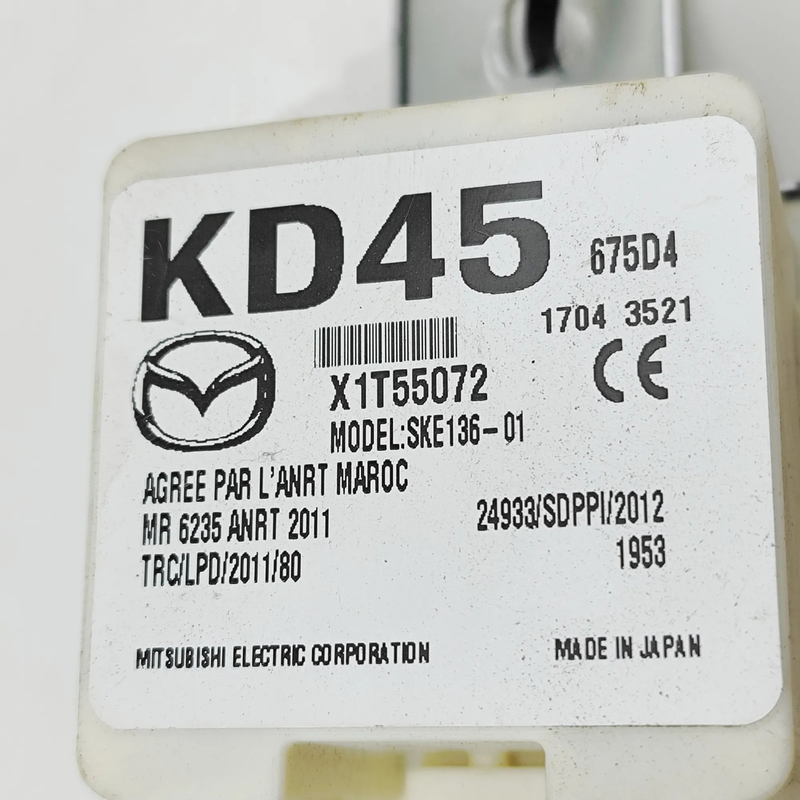 KD45 675D4
1704 3521
CE
X1T55072
MODEL:SKE136-01
AGREE PAR L'ANRT MAROC
MR 6235 ANRT 2011 24933/SDPPI/2012
TRC/LPD/2011/80 1953
MITSUBISHI ELECTRIC CORPORATION MADE IN JAPAN